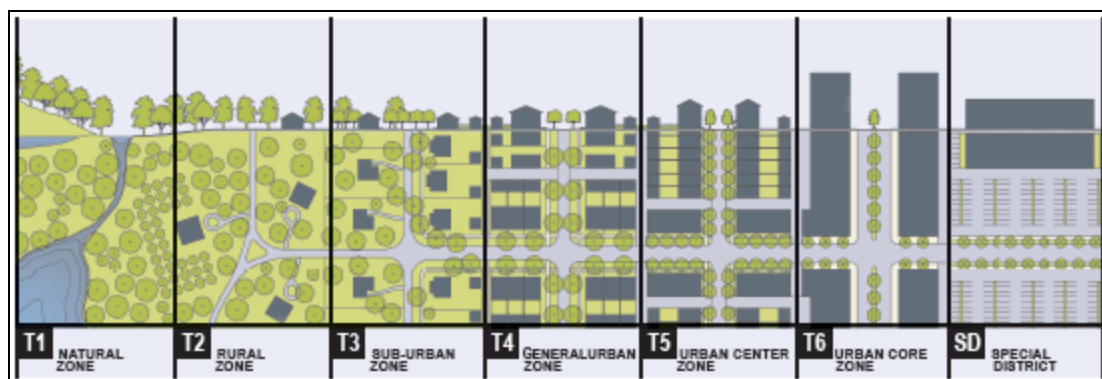 T1 NATURAL
ZONE
T2 RURAL
ZONE
T3 SUB-URBAN
ZONE
T4 GENERALURBAN
ZONE
T5 URBAN CENTER
ZONE
T6 URBAN CORE
ZONE
SD SPECIAL
DISTRICT